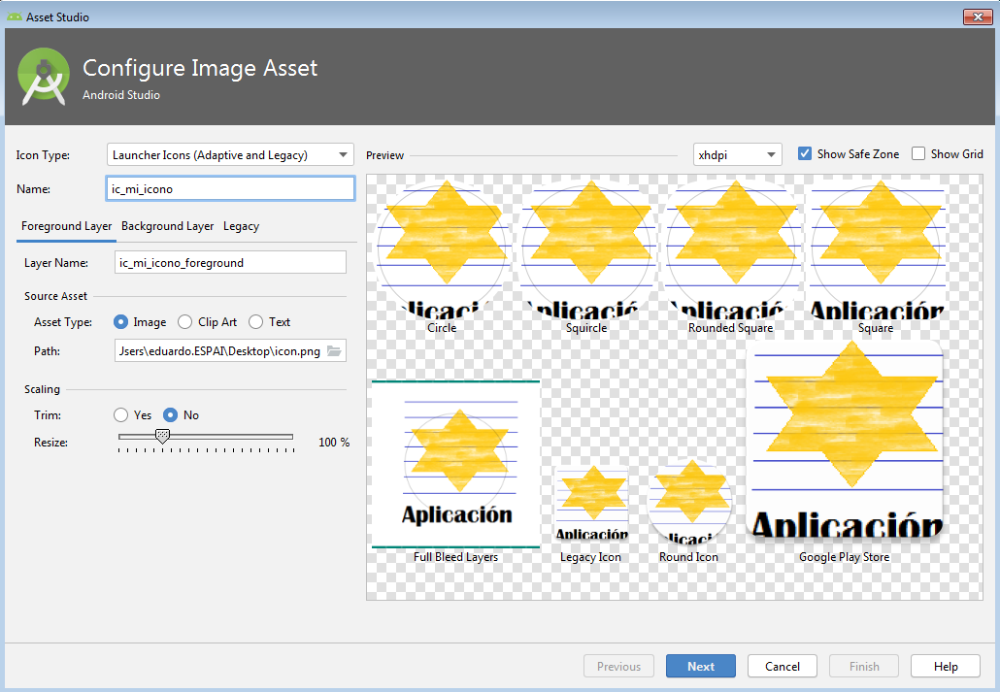 Asset Studio
Configure Image Asset
Android Studio
Icon Type: Launcher Icons (Adaptive and Legacy)
Name: ic_mi_icono
Foreground Layer Background Layer Legacy
Layer Name: ic_mi_icono_foreground
Source Asset
Asset Type: Image Clip Art Text
Path: Jsers\eduardo.ESPAI\Desktop\icon.png
Scaling
Trim: Yes No
Resize: 100 %
Preview xhdpi Show Safe Zone Show Grid
Aplicaci Aplicación Aplicación Aplicación
Circle Squircle Rounded Square Square
Aplicación Aplicación Aplicaci Aplicación
Full Bleed Layers Legacy Icon Round Icon Google Play Store
Previous Next Cancel Finish Help